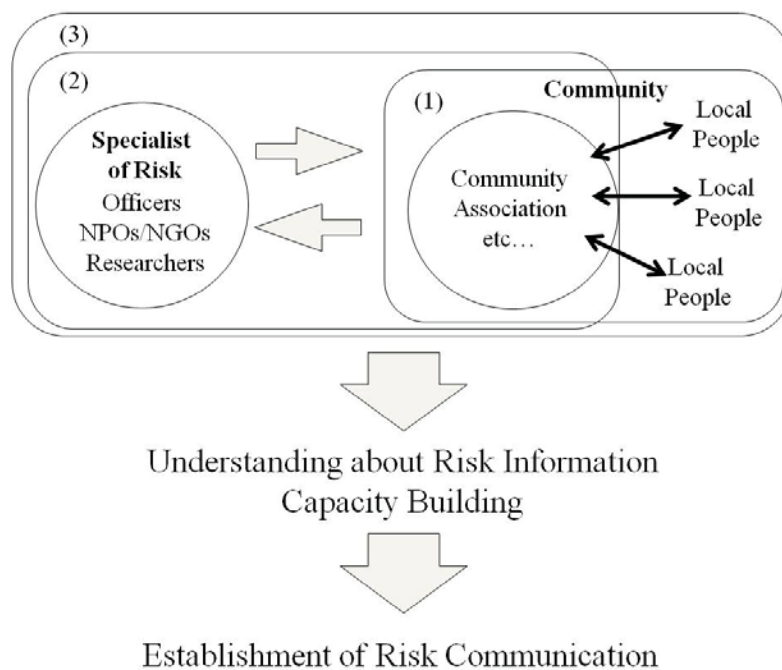 (3)
(2)
(1)
Community
Specialist
of Risk
Officers
NPOs/NGOs
Researchers
Community
Association
etc…
Local
People
Local
People
Local
People
Understanding about Risk Information
Capacity Building
Establishment of Risk Communication